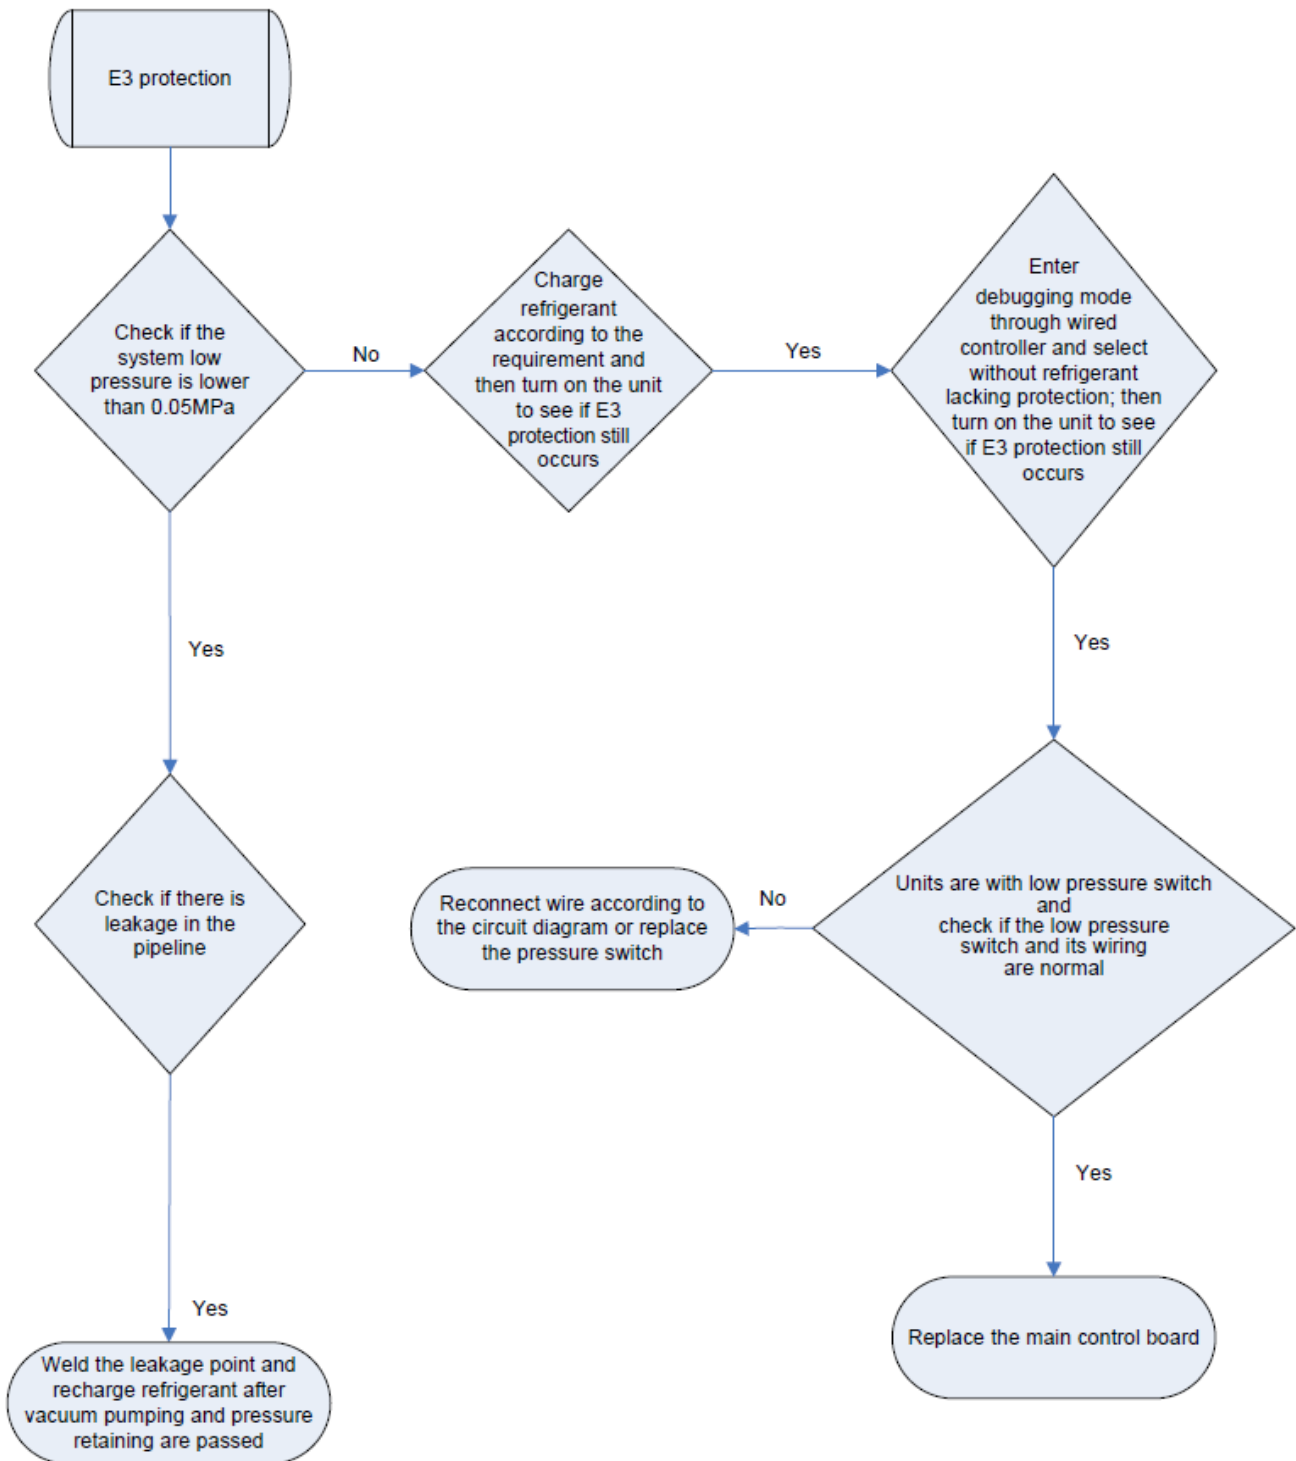 E3 protection
Check if the
system low
pressure is lower
than 0.05MPa
No
Charge
refrigerant
according to the
requirement and
then turn on the unit
to see if E3
protection still
occurs
Yes
Enter
debugging mode
through wired
controller and select
without refrigerant
lacking protection; then
turn on the unit to see
if E3 protection still
occurs
Yes
Yes
Check if there is
leakage in the
pipeline
Reconnect wire according to
the circuit diagram or replace
the pressure switch
No
Units are with low pressure switch
and
check if the low pressure
switch and its wiring
are normal
Yes
Yes
Weld the leakage point and
recharge refrigerant after
vacuum pumping and pressure
retaining are passed
Replace the main control board